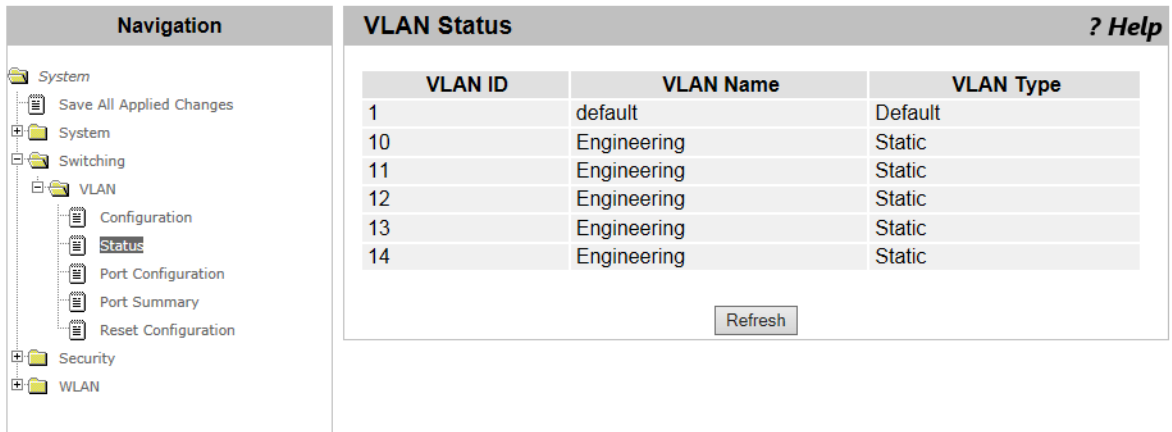 Navigation
System
Save All Applied Changes
System
Switching
VLAN
Configuration
Status
Port Configuration
Port Summary
Reset Configuration
Security
WLAN
VLAN Status ? Help
VLAN ID VLAN Name VLAN Type
1 default Default
10 Engineering Static
11 Engineering Static
12 Engineering Static
13 Engineering Static
14 Engineering Static
Refresh